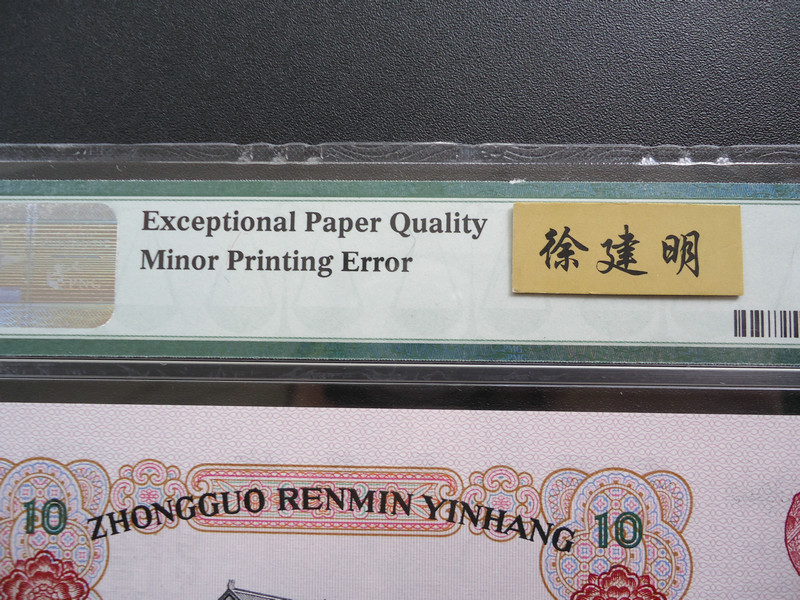 Exceptional Paper Quality
Minor Printing Error
徐建明
ZHONGGUO RENMIN YINHANG
10
10